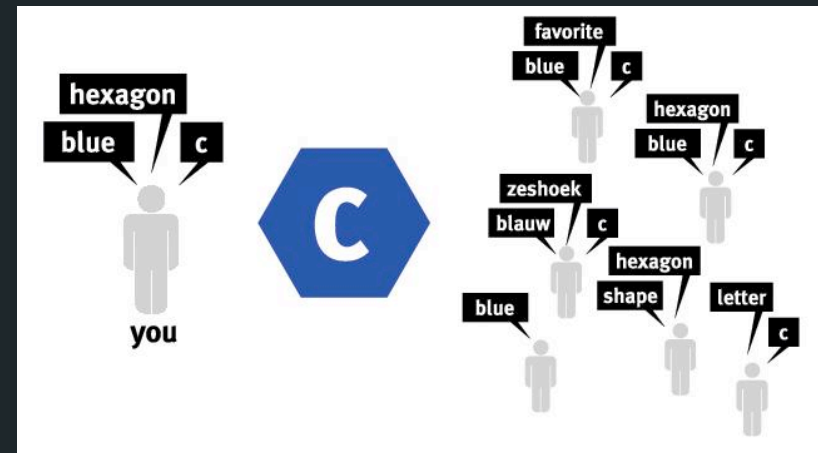 hexagon
blue
c
you
C
favorite
blue
c
hexagon
blue
c
zeshoek
blauw
c
hexagon
shape
blue
letter
c